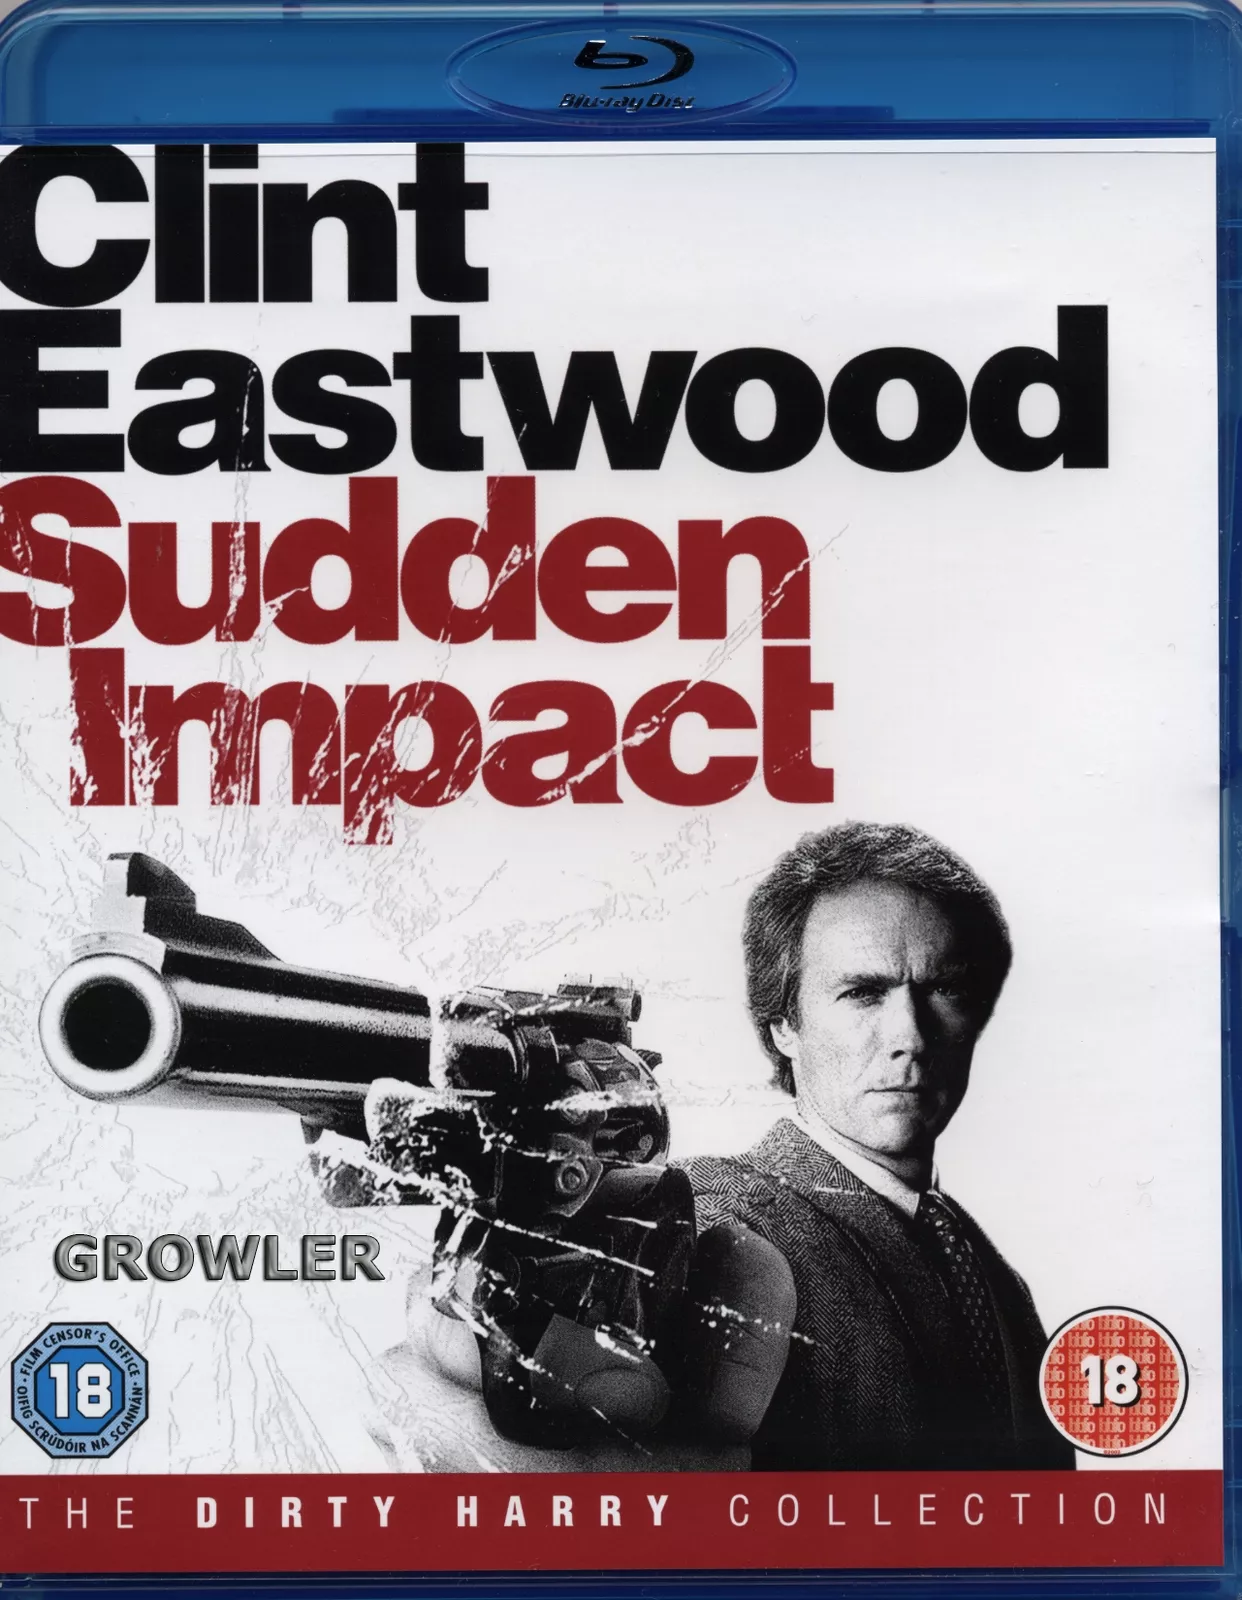 Blu-ray Disc
Clint
Eastwood
Sudden
Impact
GROWLER
FILM CENSOR'S OFFICE
18
OIFIG SCRÚDÓIR NA SCANNÁN
18
THE DIRTY HARRY COLLECTION